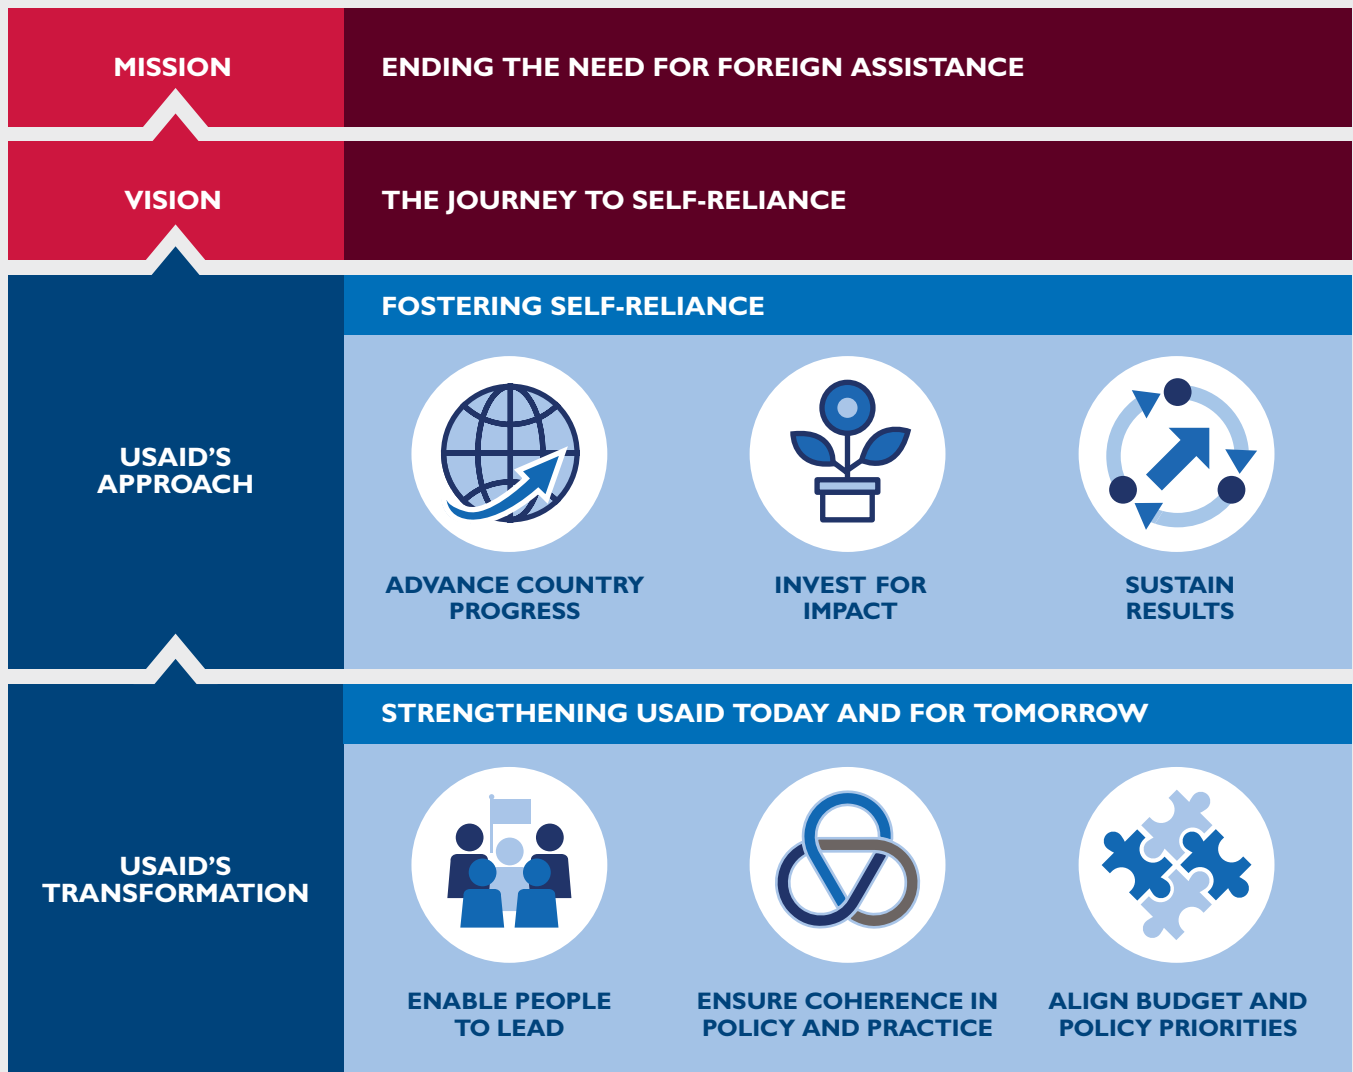 MISSION
ENDING THE NEED FOR FOREIGN ASSISTANCE
VISION
THE JOURNEY TO SELF-RELIANCE
USAID'S
APPROACH
FOSTERING SELF-RELIANCE
ADVANCE COUNTRY
PROGRESS
INVEST FOR
IMPACT
SUSTAIN
RESULTS
USAID'S
TRANSFORMATION
STRENGTHENING USAID TODAY AND FOR TOMORROW
ENABLE PEOPLE
TO LEAD
ENSURE COHERENCE IN
POLICY AND PRACTICE
ALIGN BUDGET AND
POLICY PRIORITIES